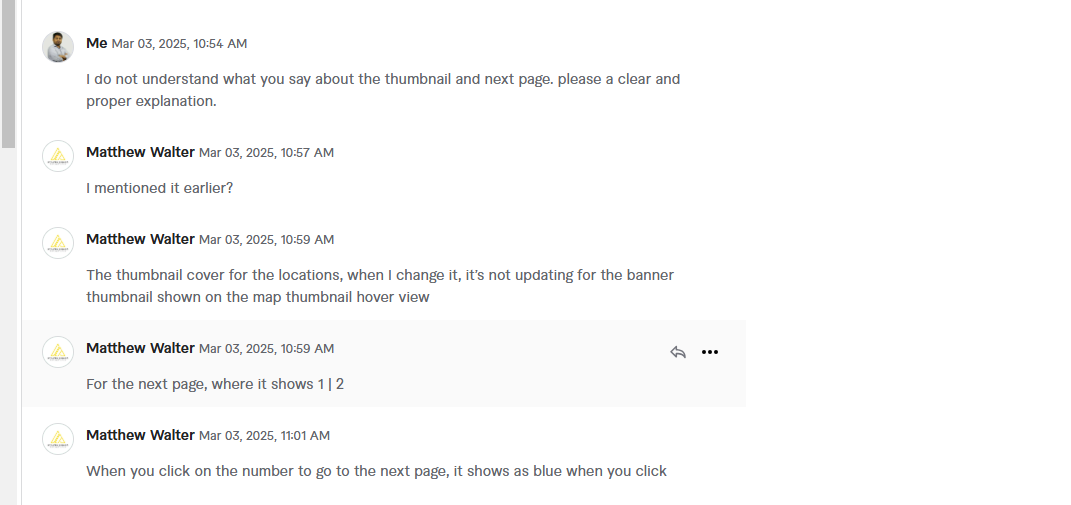 Me Mar 03, 2025, 10:54 AM
I do not understand what you say about the thumbnail and next page. please a clear and
proper explanation.
Matthew Walter Mar 03, 2025, 10:57 AM
I mentioned it earlier?
Matthew Walter Mar 03, 2025, 10:59 AM
The thumbnail cover for the locations, when I change it, it's not updating for the banner
thumbnail shown on the map thumbnail hover view
Matthew Walter Mar 03, 2025, 10:59 AM
For the next page, where it shows 1 | 2
Matthew Walter Mar 03, 2025, 11:01 AM
When you click on the number to go to the next page, it shows as blue when you click